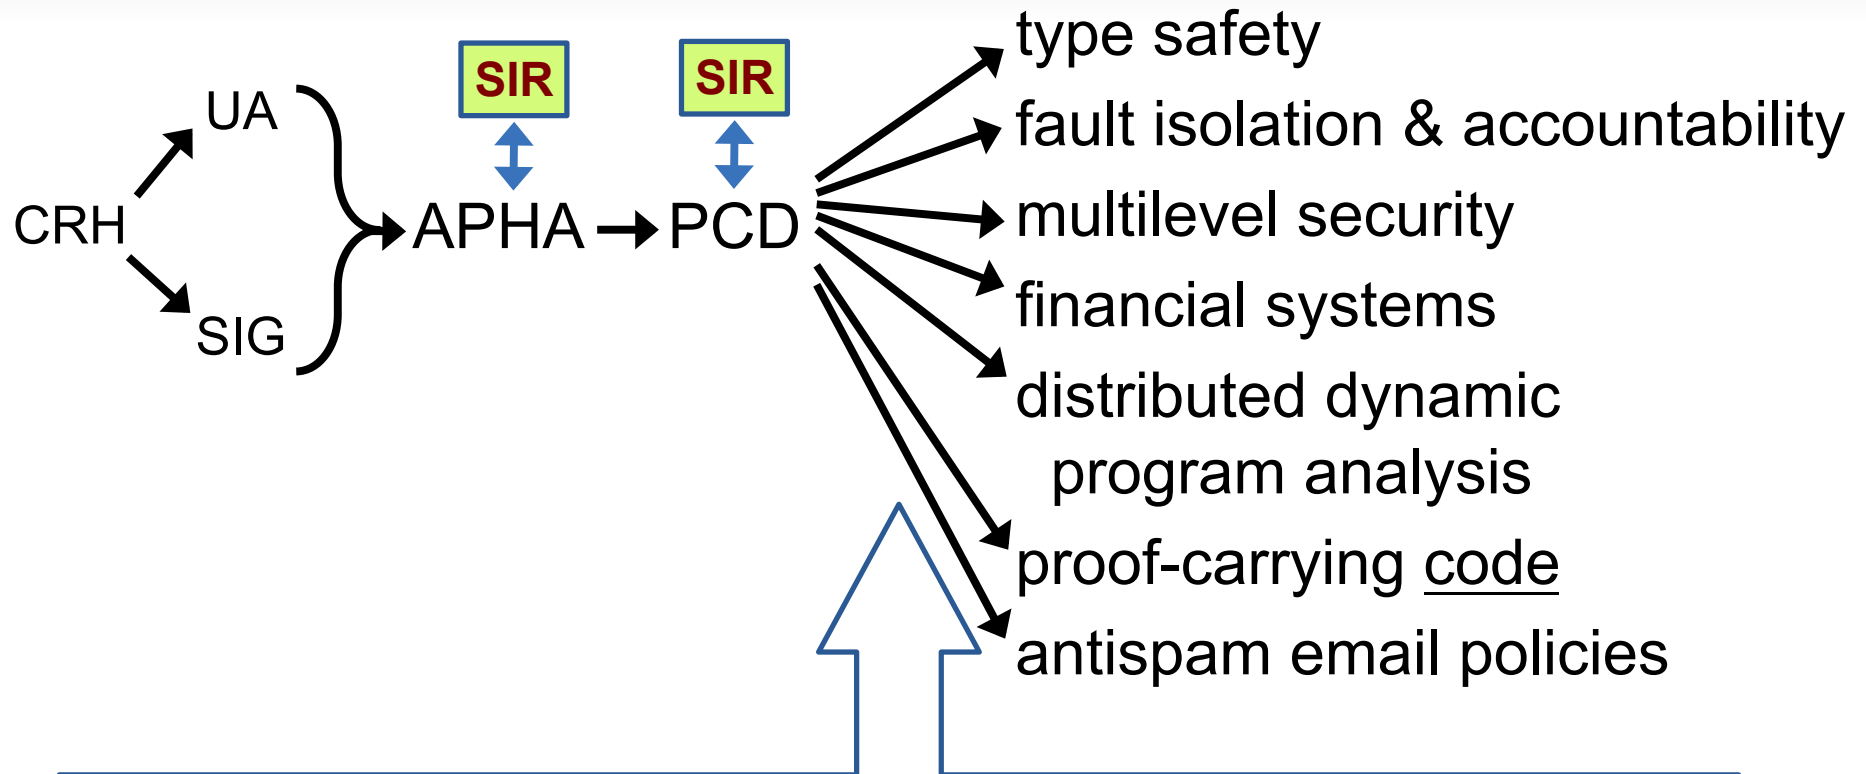 SIR
SIR
UA
CRH
SIG
APHA
PCD
type safety
fault isolation & accountability
multilevel security
financial systems
distributed dynamic
program analysis
proof-carrying code
antispam email policies